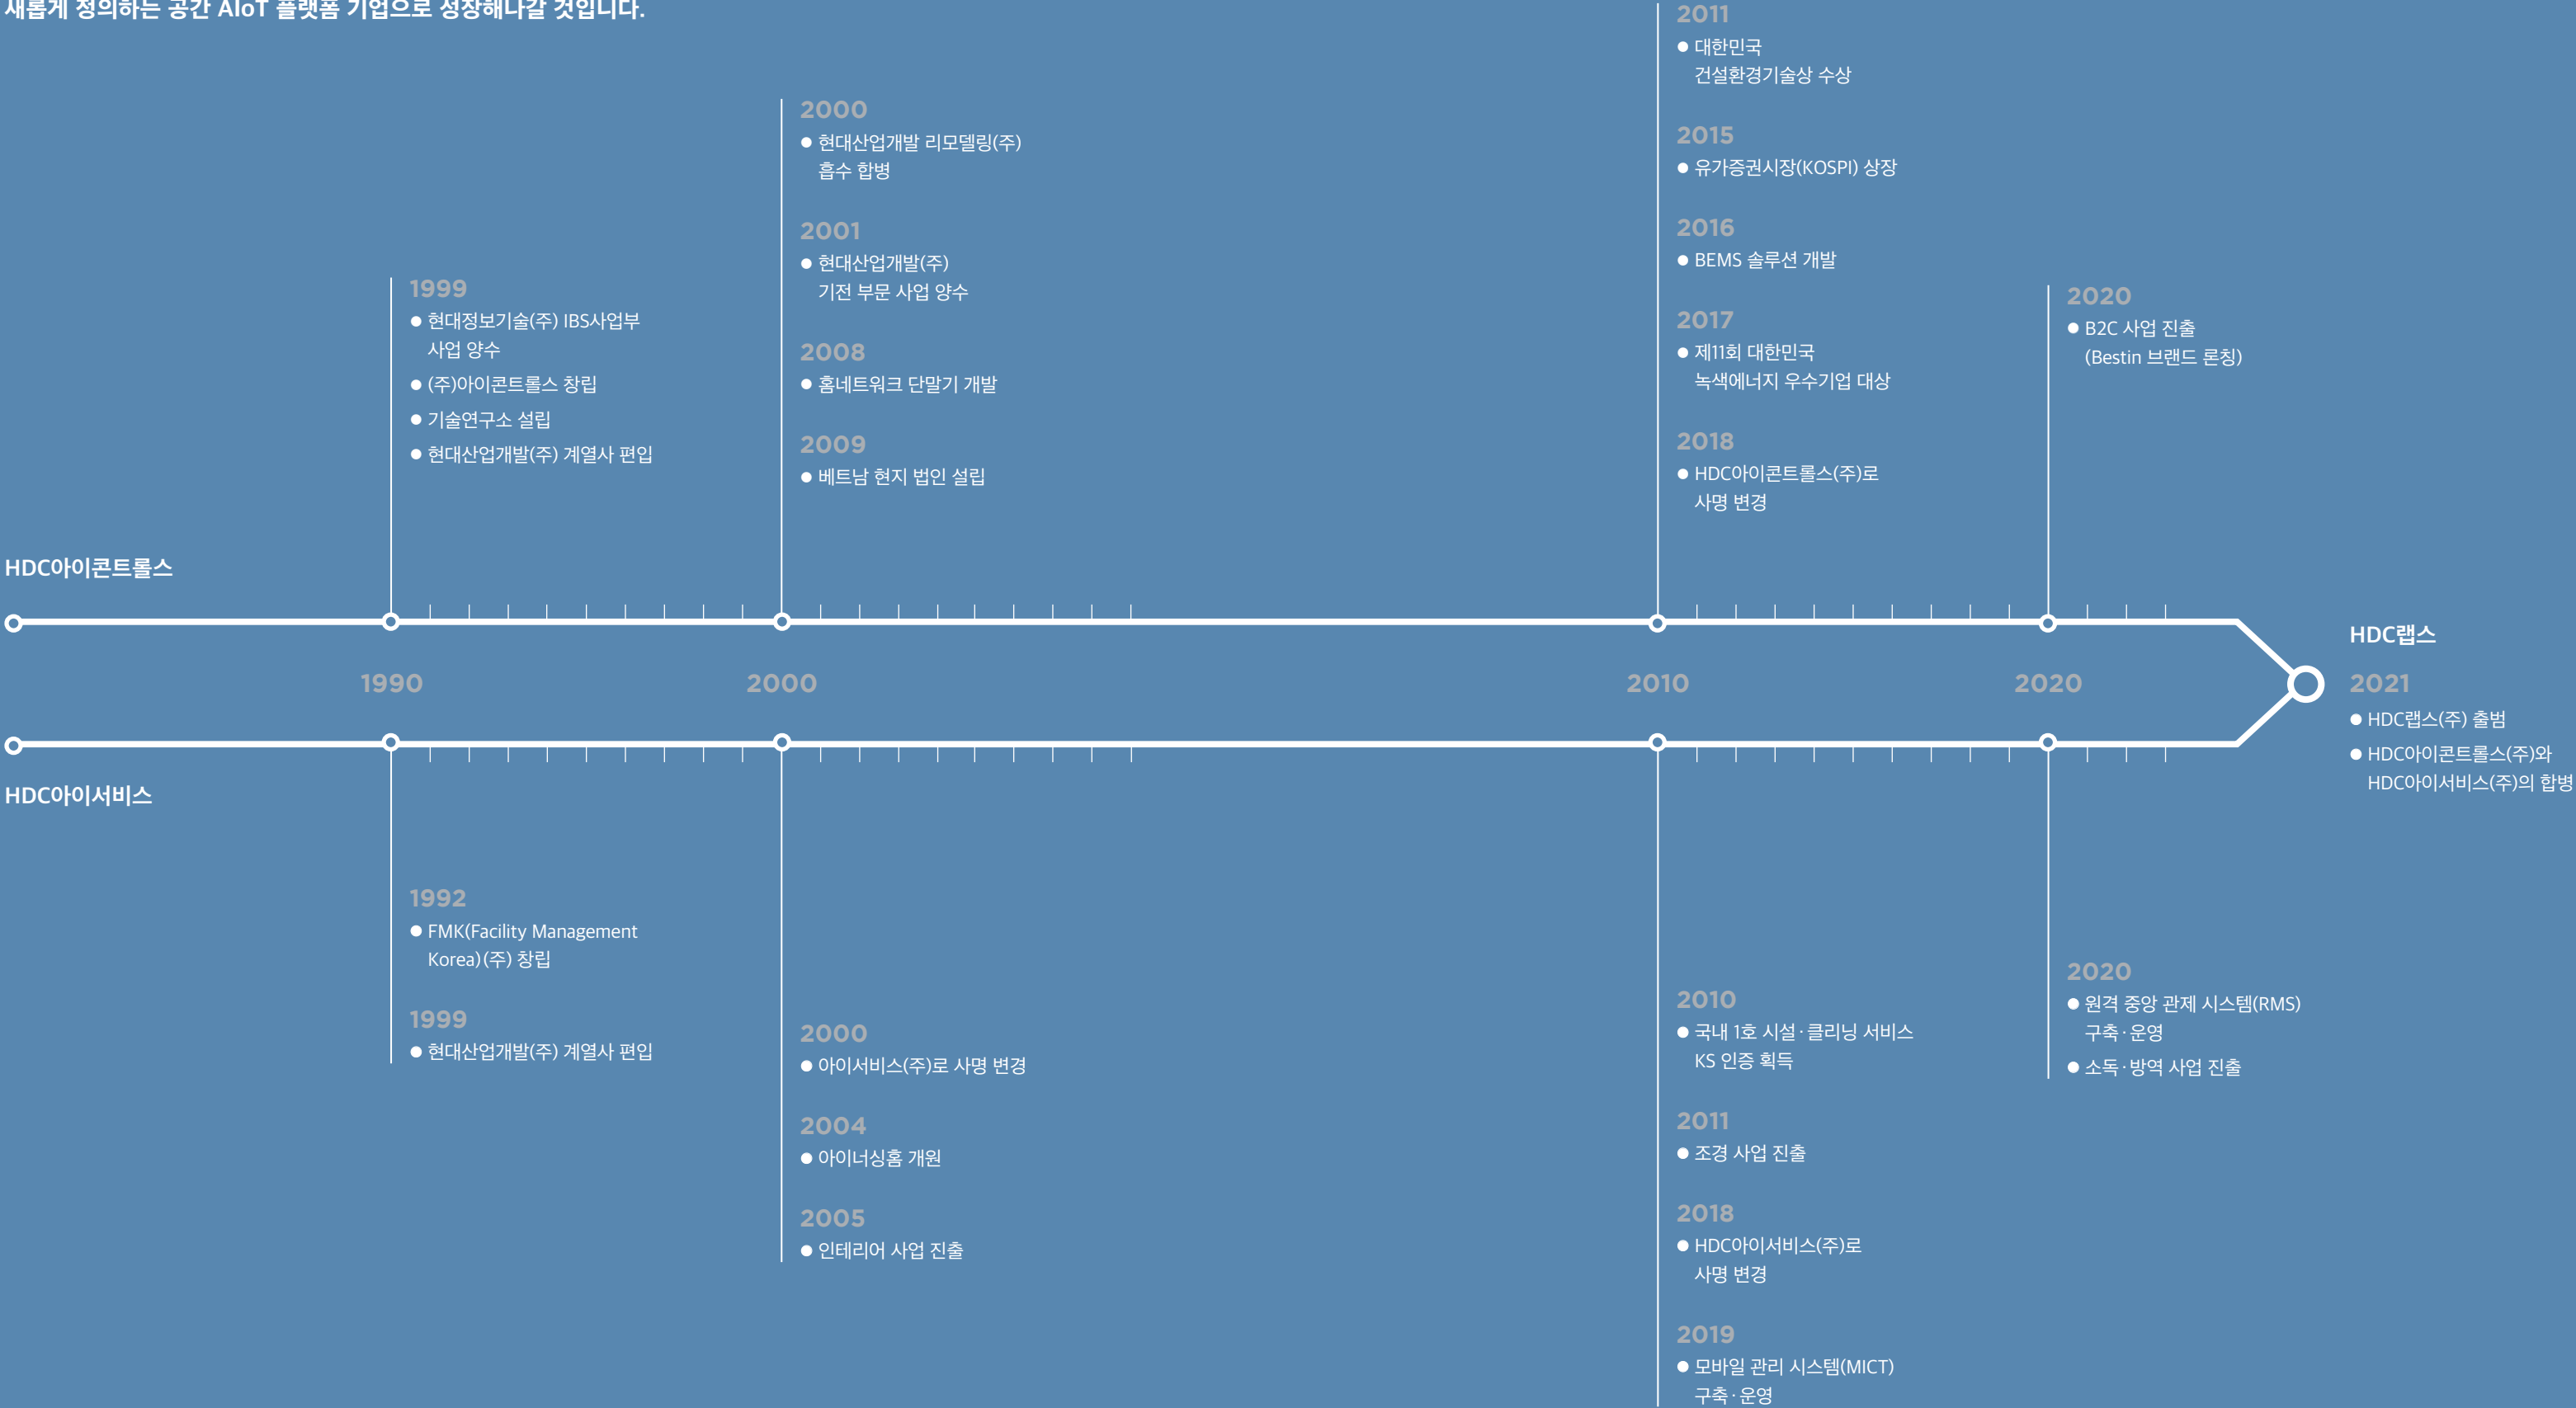 새롭게 정의하는 공간 AIoT 플랫폼 기업으로 성장해나갈 것입니다.
HDC아이콘트롤스
1999
● 현대정보기술(주) IBS사업부
사업 양수
● (주)아이콘트롤스 창립
● 기술연구소 설립
● 현대산업개발(주) 계열사 편입
2000
● 현대산업개발 리모델링(주)
흡수 합병
2001
● 현대산업개발(주)
기전 부문 사업 양수
2008
● 홈네트워크 단말기 개발
2009
● 베트남 현지 법인 설립
2011
● 대한민국
건설환경기술상 수상
2015
● 유가증권시장(KOSPI) 상장
2016
● BEMS 솔루션 개발
2017
● 제11회 대한민국
녹색에너지 우수기업 대상
2018
● HDC아이콘트롤스(주)로
사명 변경
2020
● B2C 사업 진출
(Bestin 브랜드 론칭)
1990
2000
2010
2020
HDC랩스
2021
● HDC랩스(주) 출범
● HDC아이콘트롤스(주)와
HDC아이서비스(주)의 합병
HDC아이서비스
1992
● FMK(Facility Management
Korea)(주) 창립
1999
● 현대산업개발(주) 계열사 편입
2000
● 아이서비스(주)로 사명 변경
2004
● 아이너싱홈 개원
2005
● 인테리어 사업 진출
2010
● 국내 1호 시설·클리닝 서비스
KS 인증 획득
2011
● 조경 사업 진출
2018
● HDC아이서비스(주)로
사명 변경
2019
● 모바일 관리 시스템(MICT)
구축·운영
2020
● 원격 중앙 관제 시스템(RMS)
구축·운영
● 소독·방역 사업 진출